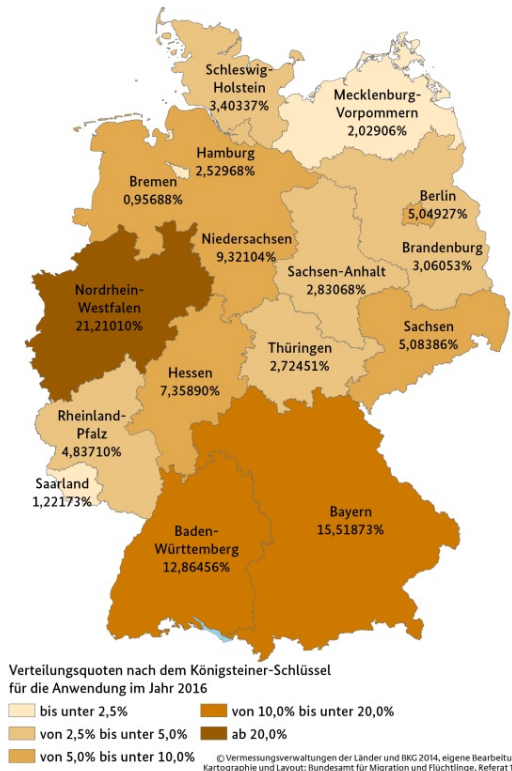 Schleswig-
Holstein
3,40337%
Mecklenburg-
Vorpommern
2,02906%
Hamburg
2,52968%
Bremen
0,95688%
Berlin
5,04927%
Niedersachsen
9,32104%
Brandenburg
3,06053%
Sachsen-Anhalt
2,83068%
Nordrhein-
Westfalen
21,21010%
Sachsen
5,08386%
Thüringen
2,72451%
Hessen
7,35890%
Rheinland-
Pfalz
4,83710%
Saarland
1,22173%
Bayern
15,51873%
Baden-
Württemberg
12,86456%
Verteilungsquoten nach dem Königsteiner-Schlüssel
für die Anwendung im Jahr 2016
bis unter 2,5%
von 2,5% bis unter 5,0%
von 5,0% bis unter 10,0%
von 10,0% bis unter 20,0%
ab 20,0%
© Vermessungsverwaltungen der Länder und BKG 2014, eigene Bearbeitu
Kartographie und Layout: Bundesamt für Migration und Flüchtlinge, Referat 1